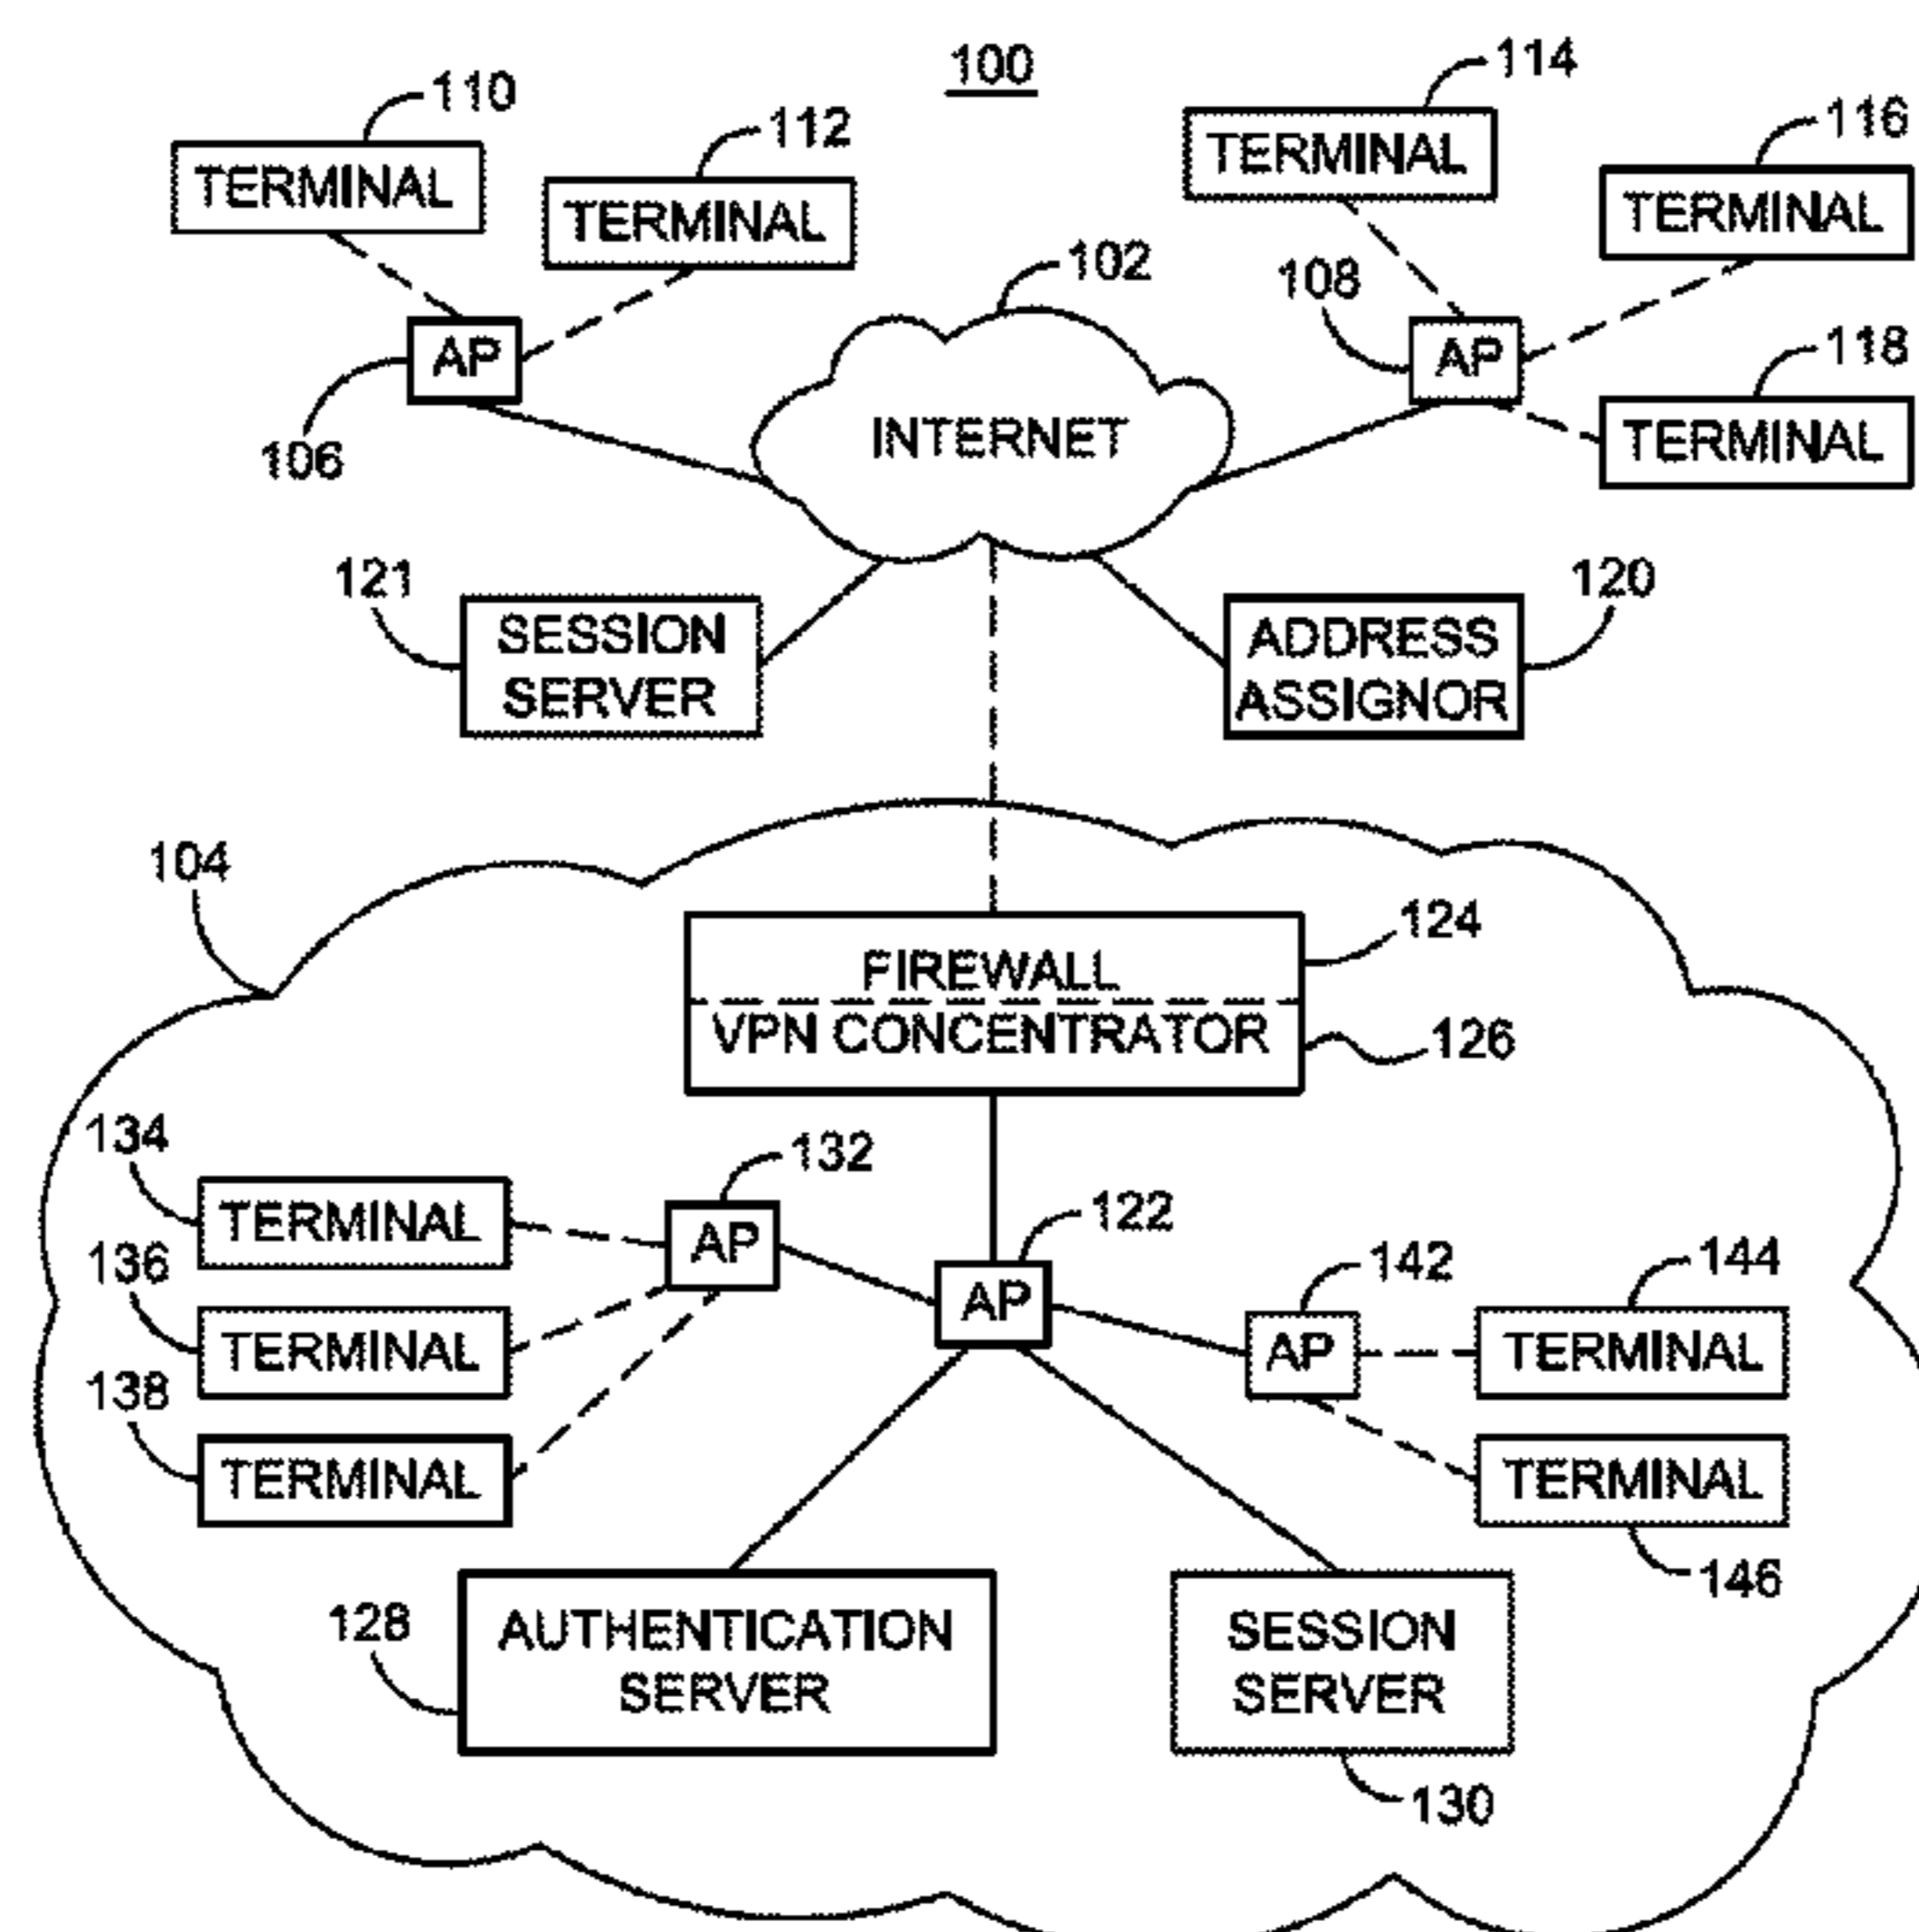 100
110
TERMINAL
112
TERMINAL
114
TERMINAL
116
TERMINAL
102
108
AP
AP
118
TERMINAL
INTERNET
106
121
SESSION
SERVER
120
ADDRESS
ASSIGNOR
104
124
FIREWALL
VPN CONCENTRATOR
126
134
TERMINAL
132
AP
122
AP
136
TERMINAL
142
AP
144
TERMINAL
138
TERMINAL
TERMINAL
146
128
AUTHENTICATION
SERVER
SESSION
SERVER
130